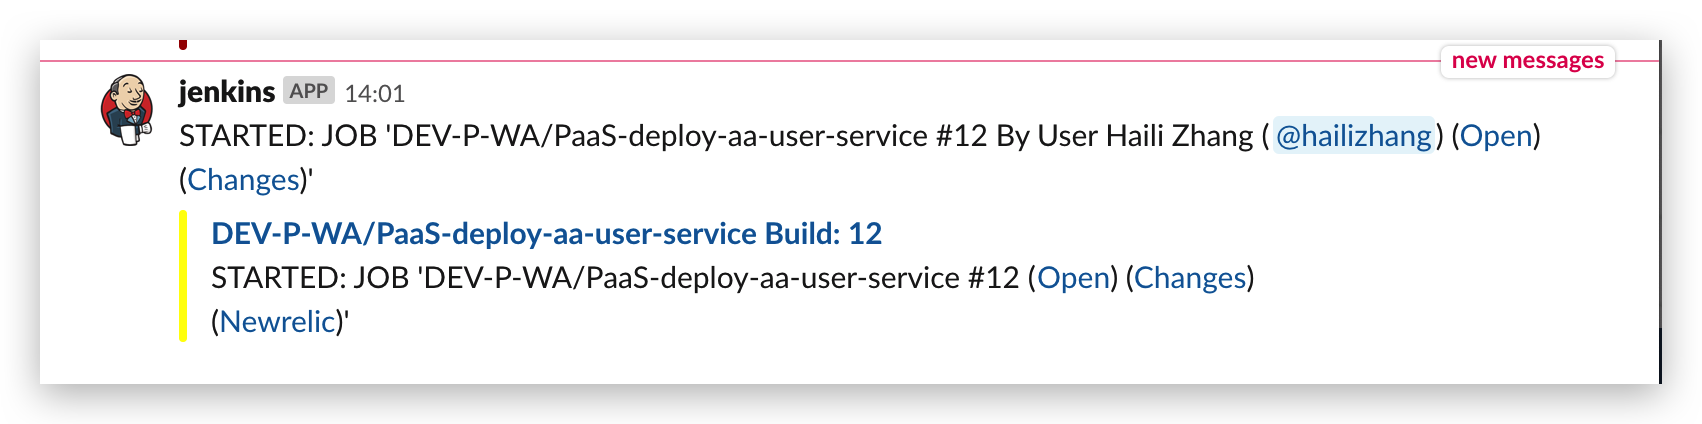 new messages
jenkins APP 14:01
STARTED: JOB 'DEV-P-WA/PaaS-deploy-aa-user-service #12 By User Haili Zhang ( @hailizhang) (Open)
(Changes)'
DEV-P-WA/PaaS-deploy-aa-user-service Build: 12
STARTED: JOB 'DEV-P-WA/PaaS-deploy-aa-user-service #12 (Open) (Changes)
(Newrelic)'